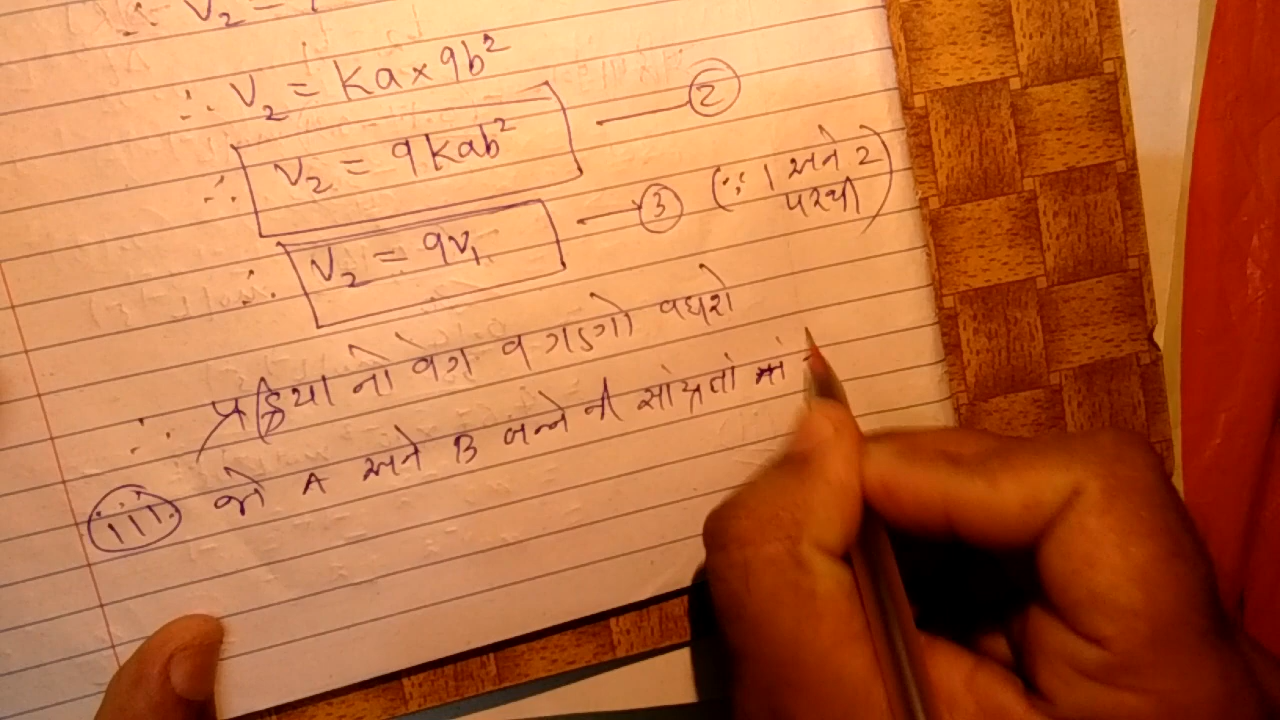 ∴ V₂ =
∴ V₂ = Ka × 9b²
∴ V₂ = 9Kab² — ②
∴ V₂ = 9V₁ — ③ (∵ 1 અને 2 પરથી)
∴ પ્રક્રિયા નો વેગ 9 ગણો વધશે
(iii) જો A અને B બન્ને ની સાંદ્રતા